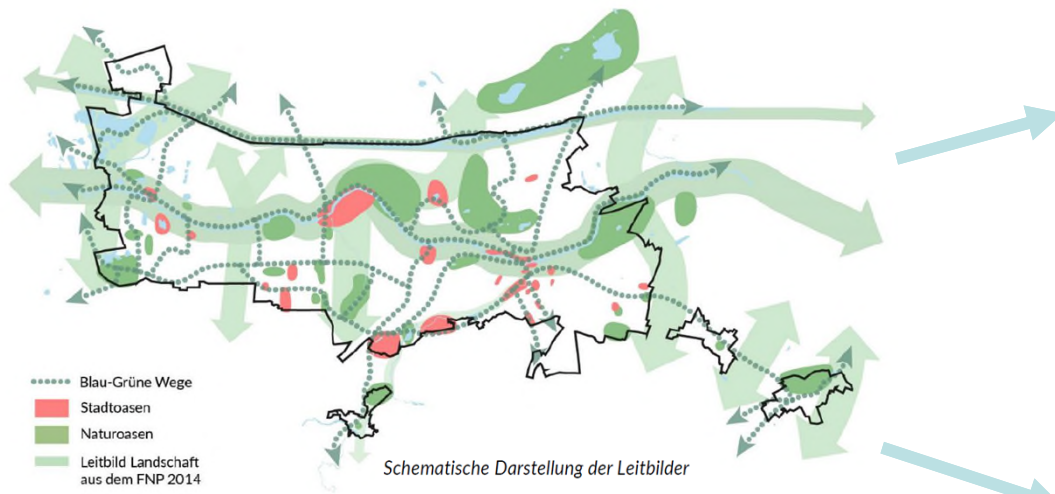 Blau-Grüne Wege
Stadtoasen
Naturoasen
Leitbild Landschaft
aus dem FNP 2014
Schematische Darstellung der Leitbilder